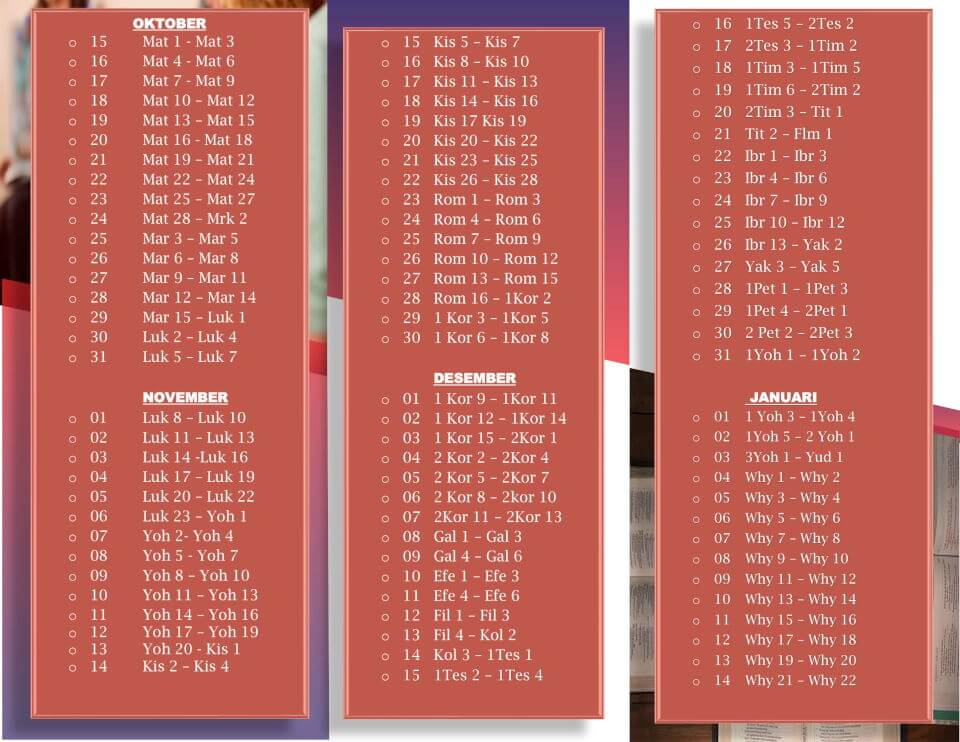 OKTOBER
o 15 Mat 1 - Mat 3
o 16 Mat 4 - Mat 6
o 17 Mat 7 - Mat 9
o 18 Mat 10 – Mat 12
o 19 Mat 13 – Mat 15
o 20 Mat 16 - Mat 18
o 21 Mat 19 – Mat 21
o 22 Mat 22 – Mat 24
o 23 Mat 25 – Mat 27
o 24 Mat 28 – Mrk 2
o 25 Mar 3 – Mar 5
o 26 Mar 6 – Mar 8
o 27 Mar 9 – Mar 11
o 28 Mar 12 – Mar 14
o 29 Mar 15 – Luk 1
o 30 Luk 2 – Luk 4
o 31 Luk 5 – Luk 7
NOVEMBER
o 01 Luk 8 – Luk 10
o 02 Luk 11 – Luk 13
o 03 Luk 14 -Luk 16
o 04 Luk 17 – Luk 19
o 05 Luk 20 – Luk 22
o 06 Luk 23 – Yoh 1
o 07 Yoh 2- Yoh 4
o 08 Yoh 5 - Yoh 7
o 09 Yoh 8 – Yoh 10
o 10 Yoh 11 – Yoh 13
o 11 Yoh 14 – Yoh 16
o 12 Yoh 17 – Yoh 19
o 13 Yoh 20 - Kis 1
o 14 Kis 2 – Kis 4
o 15 Kis 5 – Kis 7
o 16 Kis 8 – Kis 10
o 17 Kis 11 – Kis 13
o 18 Kis 14 – Kis 16
o 19 Kis 17 Kis 19
o 20 Kis 20 – Kis 22
o 21 Kis 23 – Kis 25
o 22 Kis 26 – Kis 28
o 23 Rom 1 – Rom 3
o 24 Rom 4 – Rom 6
o 25 Rom 7 – Rom 9
o 26 Rom 10 – Rom 12
o 27 Rom 13 – Rom 15
o 28 Rom 16 – 1Kor 2
o 29 1 Kor 3 – 1Kor 5
o 30 1 Kor 6 – 1Kor 8
DESEMBER
o 01 1 Kor 9 – 1Kor 11
o 02 1 Kor 12 – 1Kor 14
o 03 1 Kor 15 – 2Kor 1
o 04 2 Kor 2 – 2Kor 4
o 05 2 Kor 5 – 2Kor 7
o 06 2 Kor 8 – 2kor 10
o 07 2Kor 11 – 2Kor 13
o 08 Gal 1 – Gal 3
o 09 Gal 4 – Gal 6
o 10 Efe 1 – Efe 3
o 11 Efe 4 – Efe 6
o 12 Fil 1 – Fil 3
o 13 Fil 4 – Kol 2
o 14 Kol 3 – 1Tes 1
o 15 1Tes 2 – 1Tes 4
o 16 1Tes 5 – 2Tes 2
o 17 2Tes 3 – 1Tim 2
o 18 1Tim 3 – 1Tim 5
o 19 1Tim 6 – 2Tim 2
o 20 2Tim 3 – Tit 1
o 21 Tit 2 – Flm 1
o 22 Ibr 1 – Ibr 3
o 23 Ibr 4 – Ibr 6
o 24 Ibr 7 – Ibr 9
o 25 Ibr 10 – Ibr 12
o 26 Ibr 13 – Yak 2
o 27 Yak 3 – Yak 5
o 28 1Pet 1 – 1Pet 3
o 29 1Pet 4 – 2Pet 1
o 30 2 Pet 2 – 2Pet 3
o 31 1Yoh 1 – 1Yoh 2
JANUARI
o 01 1 Yoh 3 – 1Yoh 4
o 02 1Yoh 5 – 2 Yoh 1
o 03 3Yoh 1 – Yud 1
o 04 Why 1 – Why 2
o 05 Why 3 – Why 4
o 06 Why 5 – Why 6
o 07 Why 7 – Why 8
o 08 Why 9 – Why 10
o 09 Why 11 – Why 12
o 10 Why 13 – Why 14
o 11 Why 15 – Why 16
o 12 Why 17 – Why 18
o 13 Why 19 – Why 20
o 14 Why 21 – Why 22